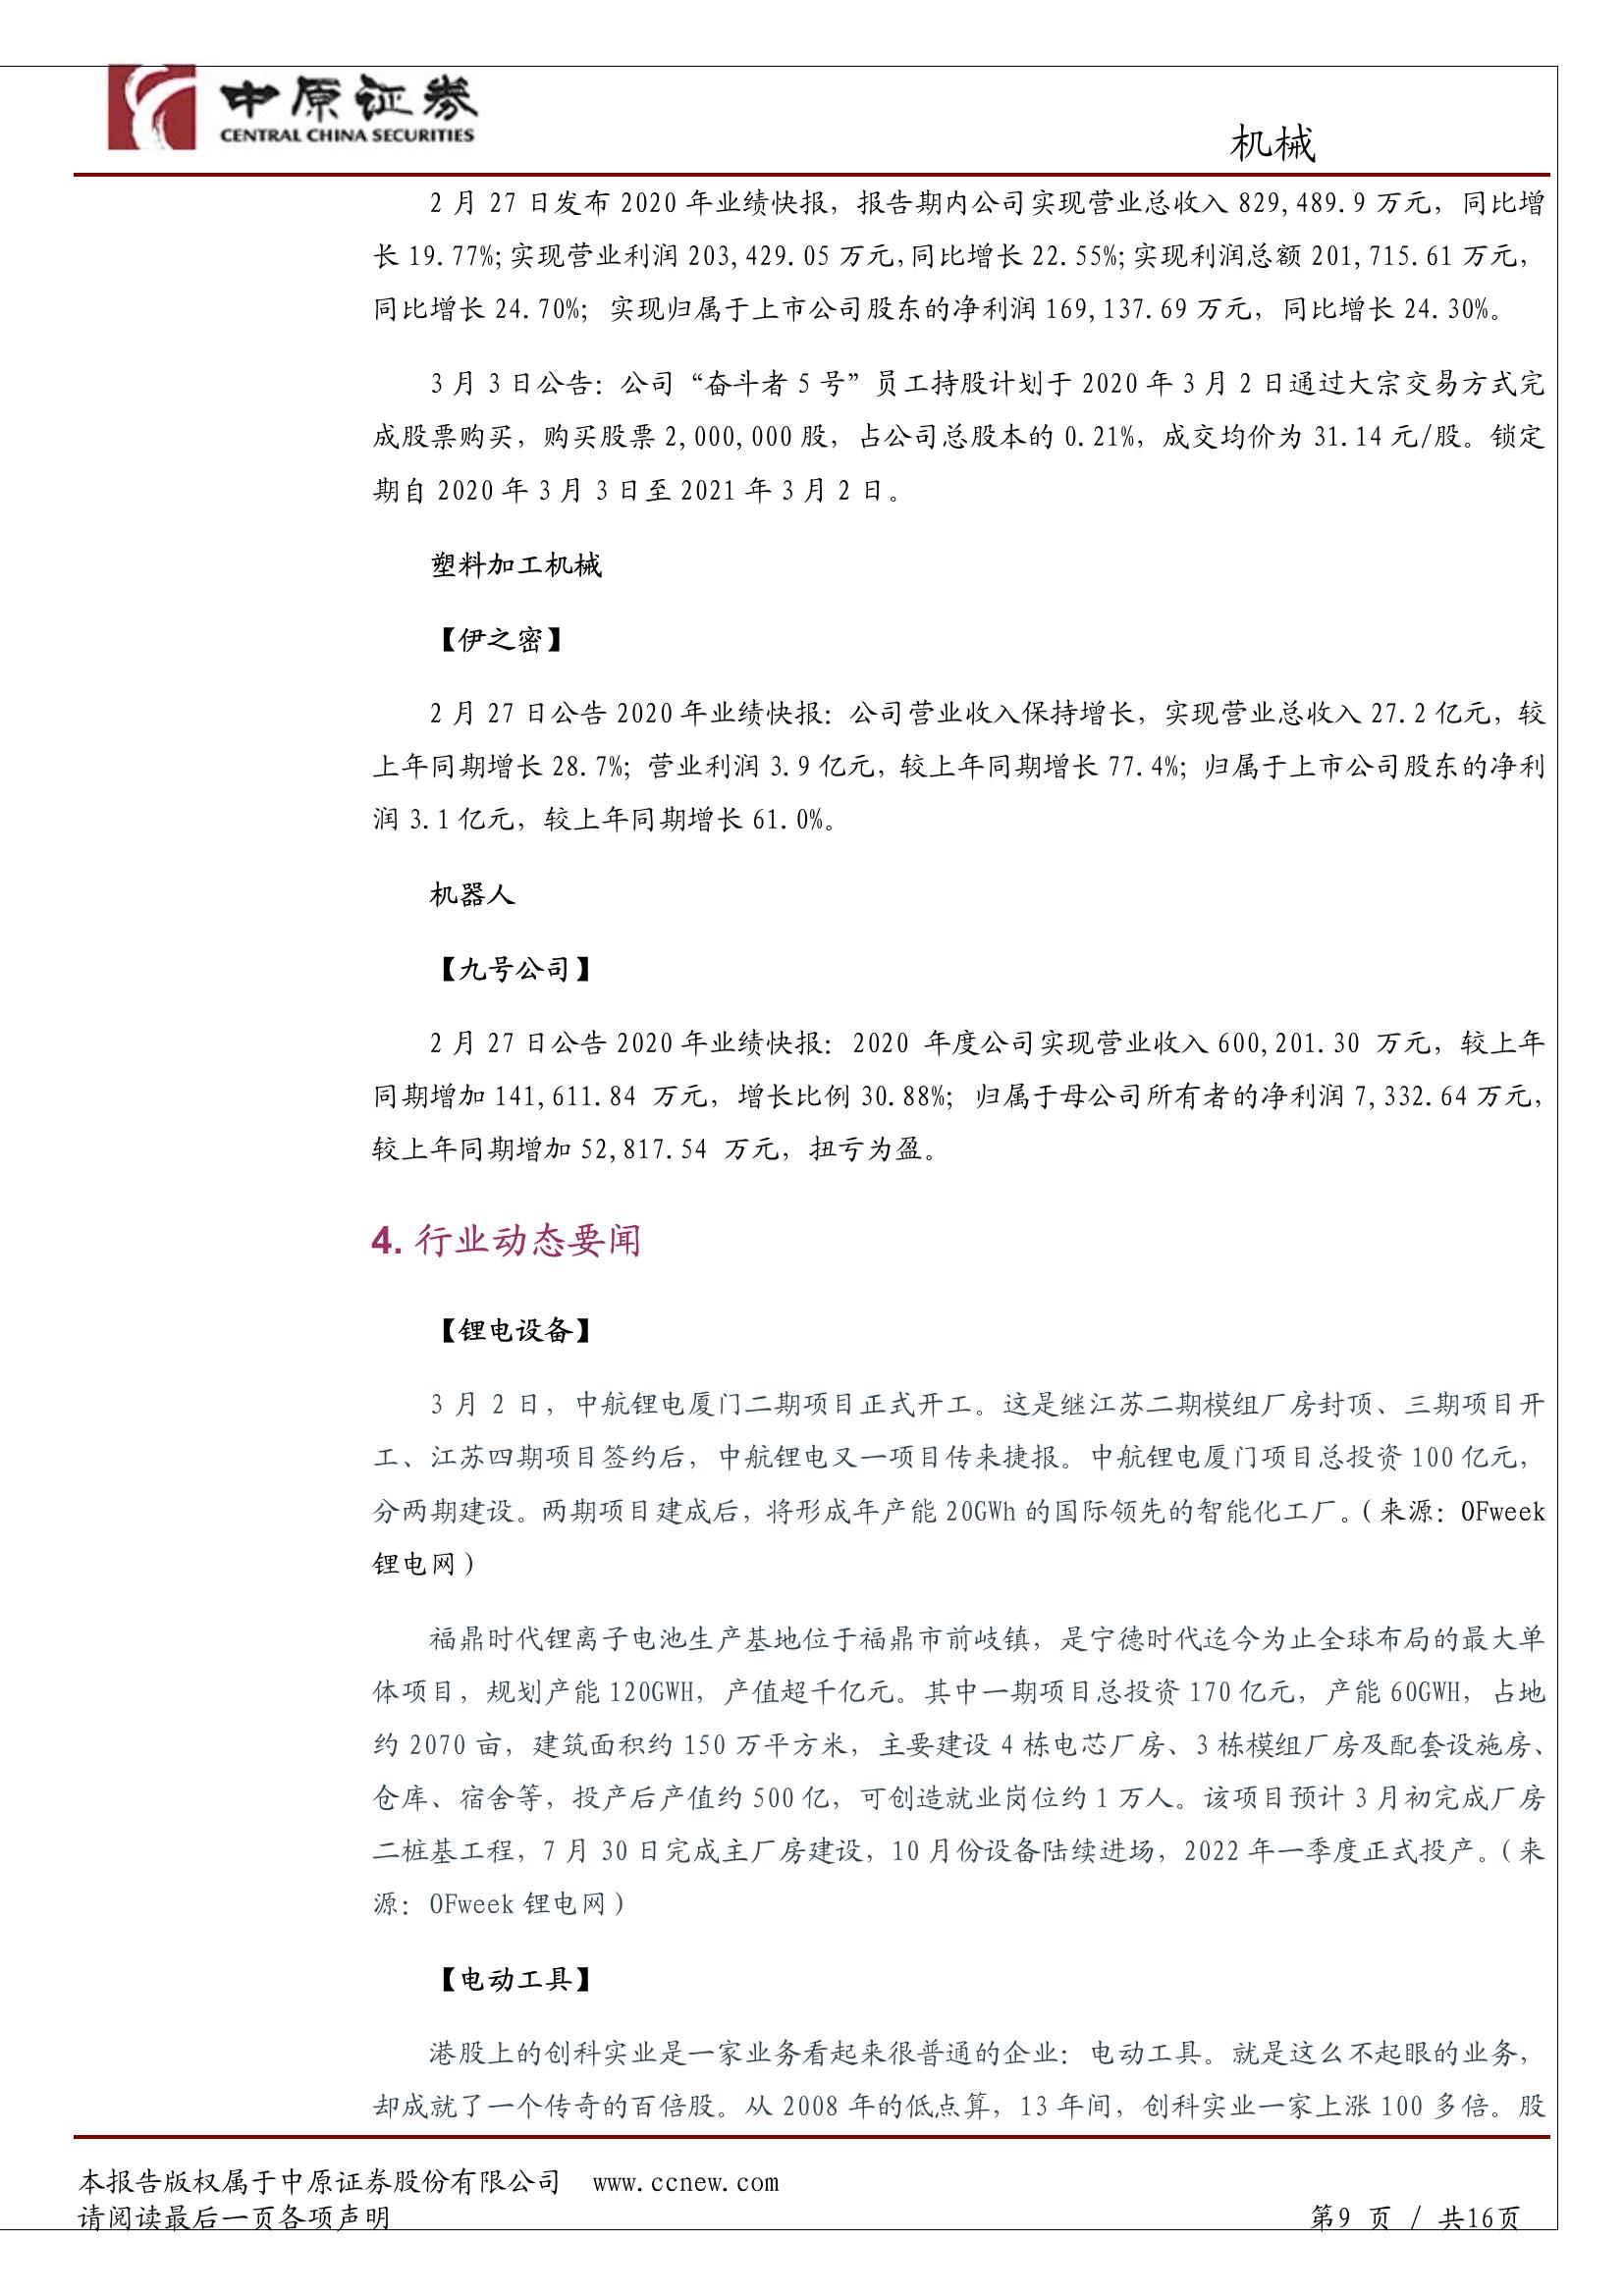 中原证券
CENTRAL CHINA SECURITIES
机械
2 月 27 日发布 2020 年业绩快报，报告期内公司实现营业总收入 829,489.9 万元，同比增
长 19.77%；实现营业利润 203,429.05 万元，同比增长 22.55%；实现利润总额 201,715.61 万元，
同比增长 24.70%；实现归属于上市公司股东的净利润 169,137.69 万元，同比增长 24.30%。
3 月 3 日公告：公司“奋斗者 5 号”员工持股计划于 2020 年 3 月 2 日通过大宗交易方式完
成股票购买，购买股票 2,000,000 股，占公司总股本的 0.21%，成交均价为 31.14 元/股。锁定
期自 2020 年 3 月 3 日至 2021 年 3 月 2 日。
塑料加工机械
【伊之密】
2 月 27 日公告 2020 年业绩快报：公司营业收入保持增长，实现营业总收入 27.2 亿元，较
上年同期增长 28.7%；营业利润 3.9 亿元，较上年同期增长 77.4%；归属于上市公司股东的净利
润 3.1 亿元，较上年同期增长 61.0%。
机器人
【九号公司】
2 月 27 日公告 2020 年业绩快报：2020 年度公司实现营业收入 600,201.30 万元，较上年
同期增加 141,611.84 万元，增长比例 30.88%；归属于母公司所有者的净利润 7,332.64 万元，
较上年同期增加 52,817.54 万元，扭亏为盈。
4. 行业动态要闻
【锂电设备】
3 月 2 日，中航锂电厦门二期项目正式开工。这是继江苏二期模组厂房封顶、三期项目开
工、江苏四期项目签约后，中航锂电又一项目传来捷报。中航锂电厦门项目总投资 100 亿元，
分两期建设。两期项目建成后，将形成年产能 20GWh 的国际领先的智能化工厂。（来源：OFweek
锂电网）
福鼎时代锂离子电池生产基地位于福鼎市前岐镇，是宁德时代迄今为止全球布局的最大单
体项目，规划产能 120GWH，产值超千亿元。其中一期项目总投资 170 亿元，产能 60GWH，占地
约 2070 亩，建筑面积约 150 万平方米，主要建设 4 栋电芯厂房、3 栋模组厂房及配套设施房、
仓库、宿舍等，投产后产值约 500 亿，可创造就业岗位约 1 万人。该项目预计 3 月初完成厂房
二桩基工程，7 月 30 日完成主厂房建设，10 月份设备陆续进场，2022 年一季度正式投产。（来
源：OFweek 锂电网）
【电动工具】
港股上的创科实业是一家业务看起来很普通的企业：电动工具。就是这么不起眼的业务，
却成就了一个传奇的百倍股。从 2008 年的低点算，13 年间，创科实业一家上涨 100 多倍。股
本报告版权属于中原证券股份有限公司 www.ccnew.com
请阅读最后一页各项声明
第9 页 / 共16页